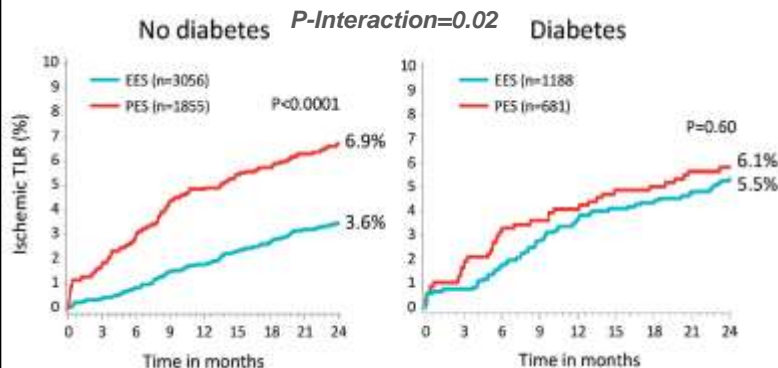 P-Interaction=0.02
No diabetes
Ischemic TLR (%)
10
9
8
7
6
5
4
3
2
1
0
EES (n=3056)
PES (n=1855)
P<0.0001
6.9%
3.6%
0 3 6 9 12 15 18 21 24
Time in months
Diabetes
10
9
8
7
6
5
4
3
2
1
0
EES (n=1188
PES (n=681)
P=0.60
6.1%
5.5%
0 3 6 9 12 15 18 21 24
Time in months